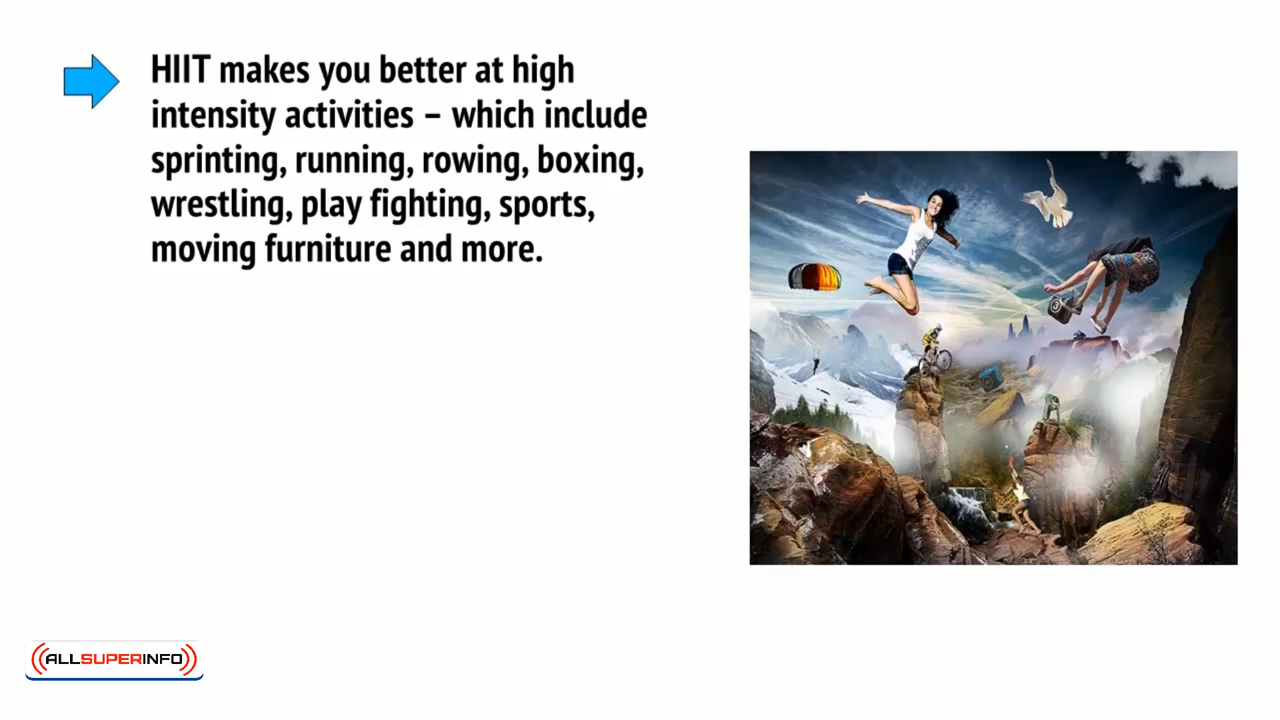 HIIT makes you better at high
intensity activities – which include
sprinting, running, rowing, boxing,
wrestling, play fighting, sports,
moving furniture and more.
ALLSUPERINFO